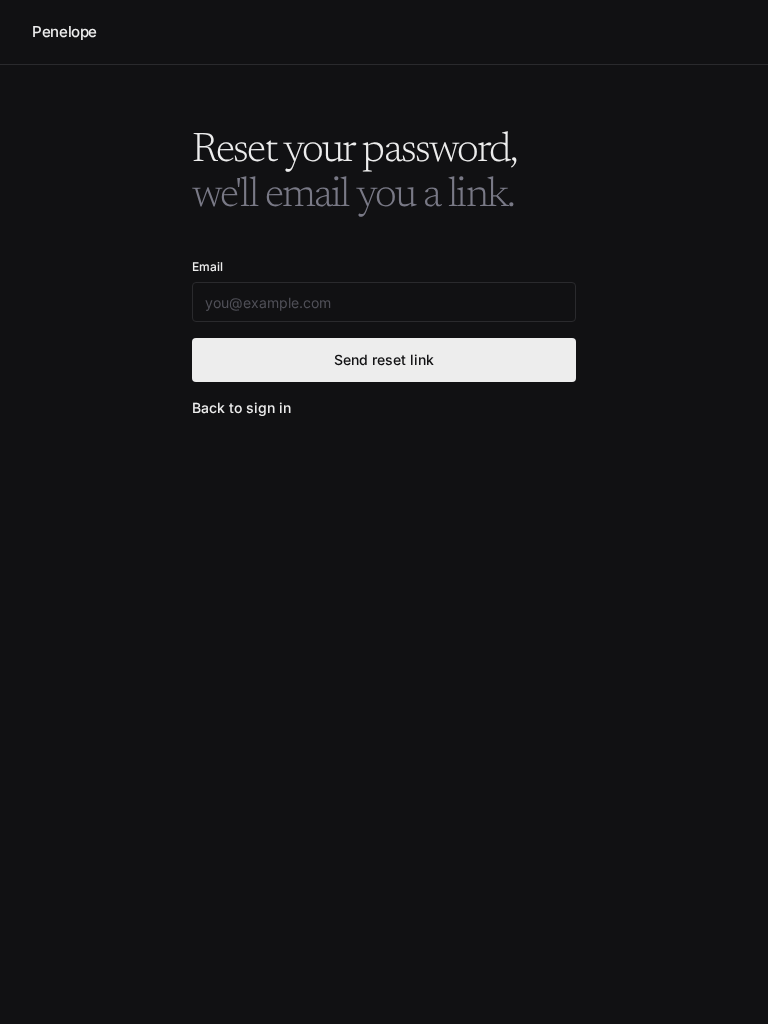 Penelope
Reset your password,
we'll email you a link.
Email
you@example.com
Send reset link
Back to sign in